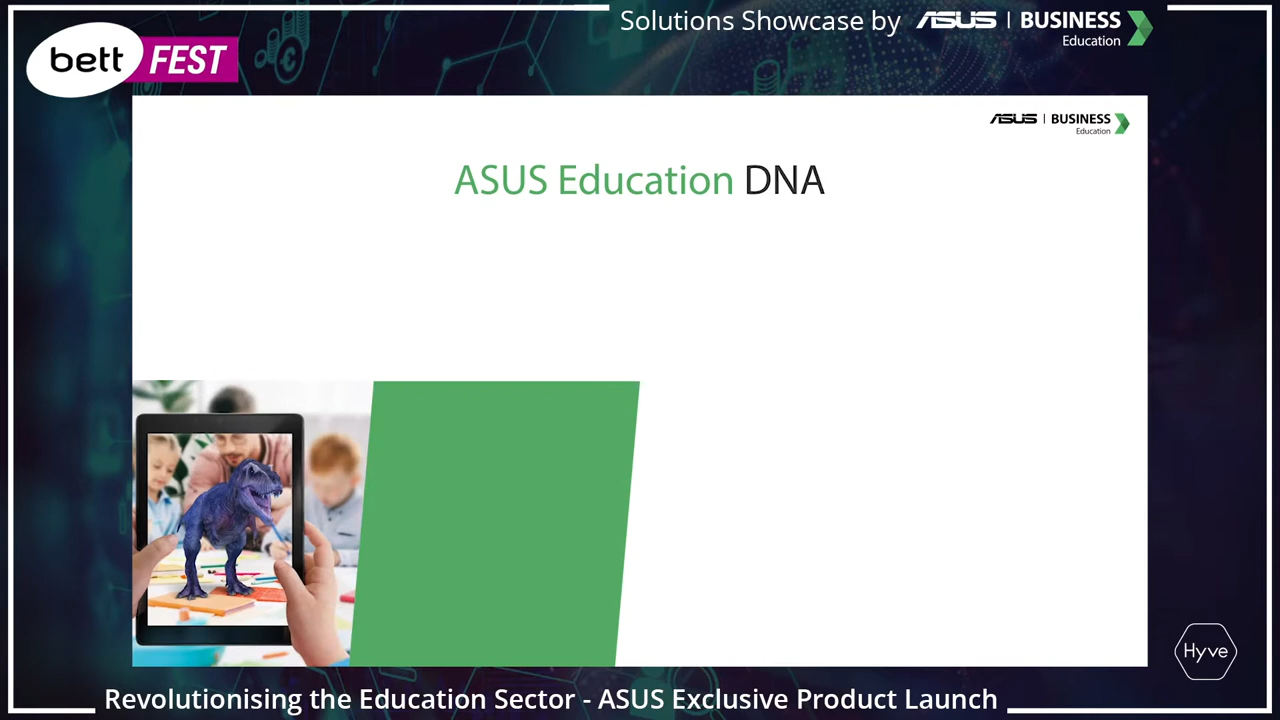 Solutions Showcase by ASUS | BUSINESS
Education
bett FEST
ASUS | BUSINESS
Education
ASUS Education DNA
Hyve
Revolutionising the Education Sector - ASUS Exclusive Product Launch